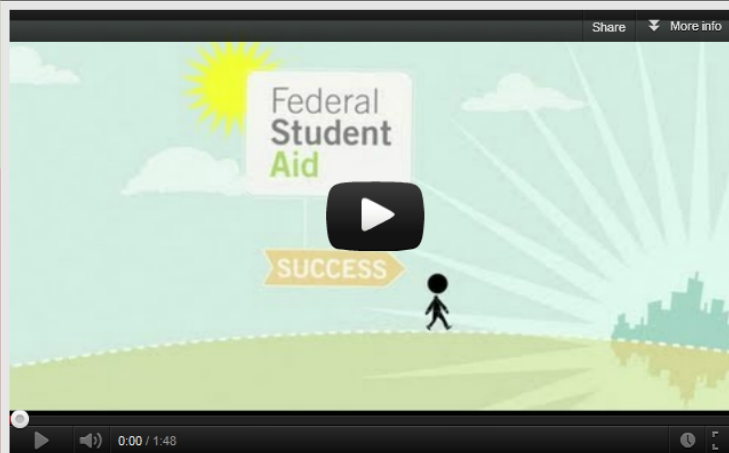 Share
More info
Federal
Student
Aid
SUCCESS
0:00 / 1:48